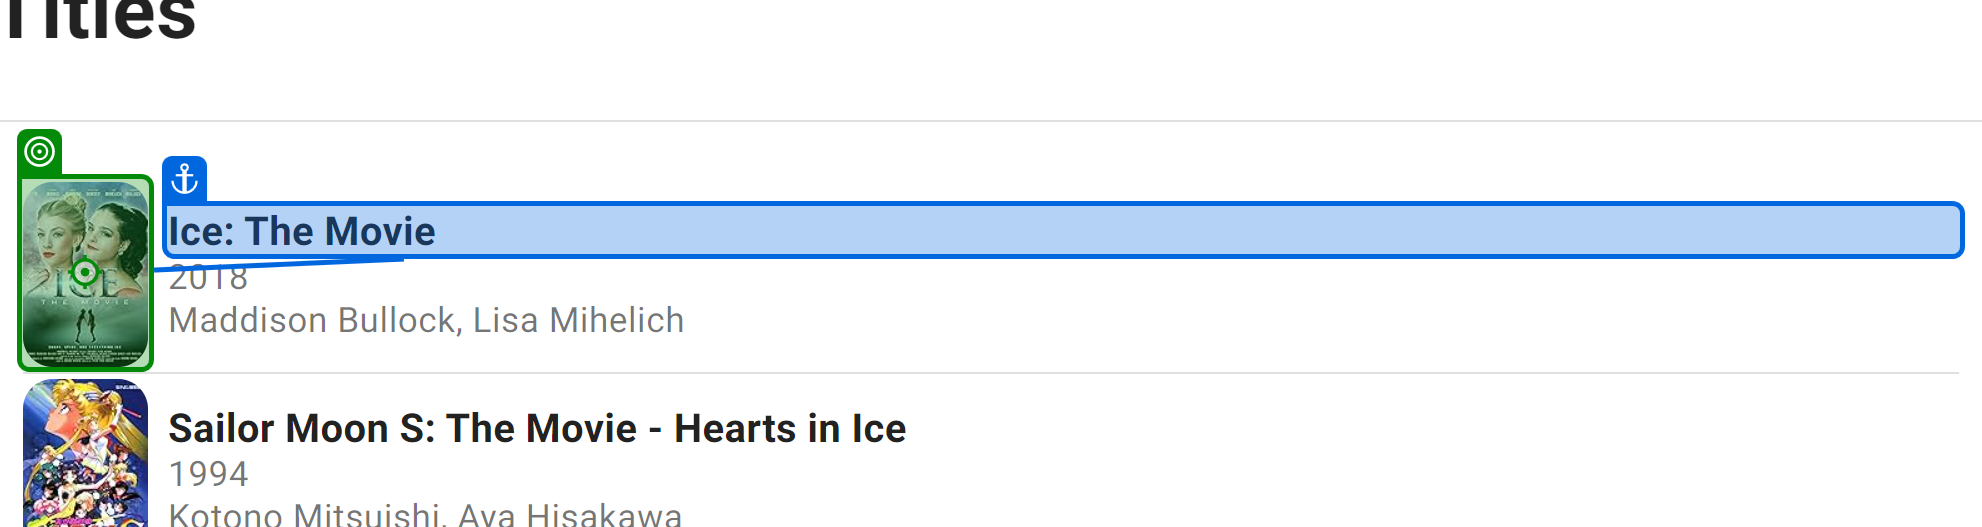 Titles
Ice: The Movie
2018
Maddison Bullock, Lisa Mihelich
ICE
THE MOVIE
Sailor Moon S: The Movie - Hearts in Ice
1994
Kotono Mitsuishi, Aya Hisakawa